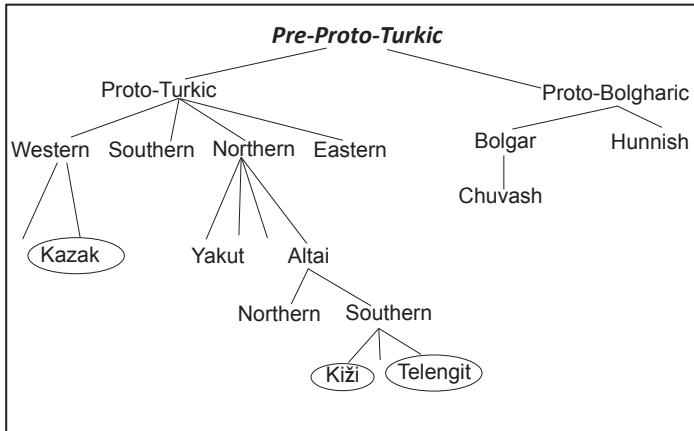 Pre-Proto-Turkic
Proto-Turkic Proto-Bolgharic
Western Southern Northern Eastern Bolgar Hunnish
Chuvash
Kazak Yakut Altai
Northern Southern
Kiži Telengit